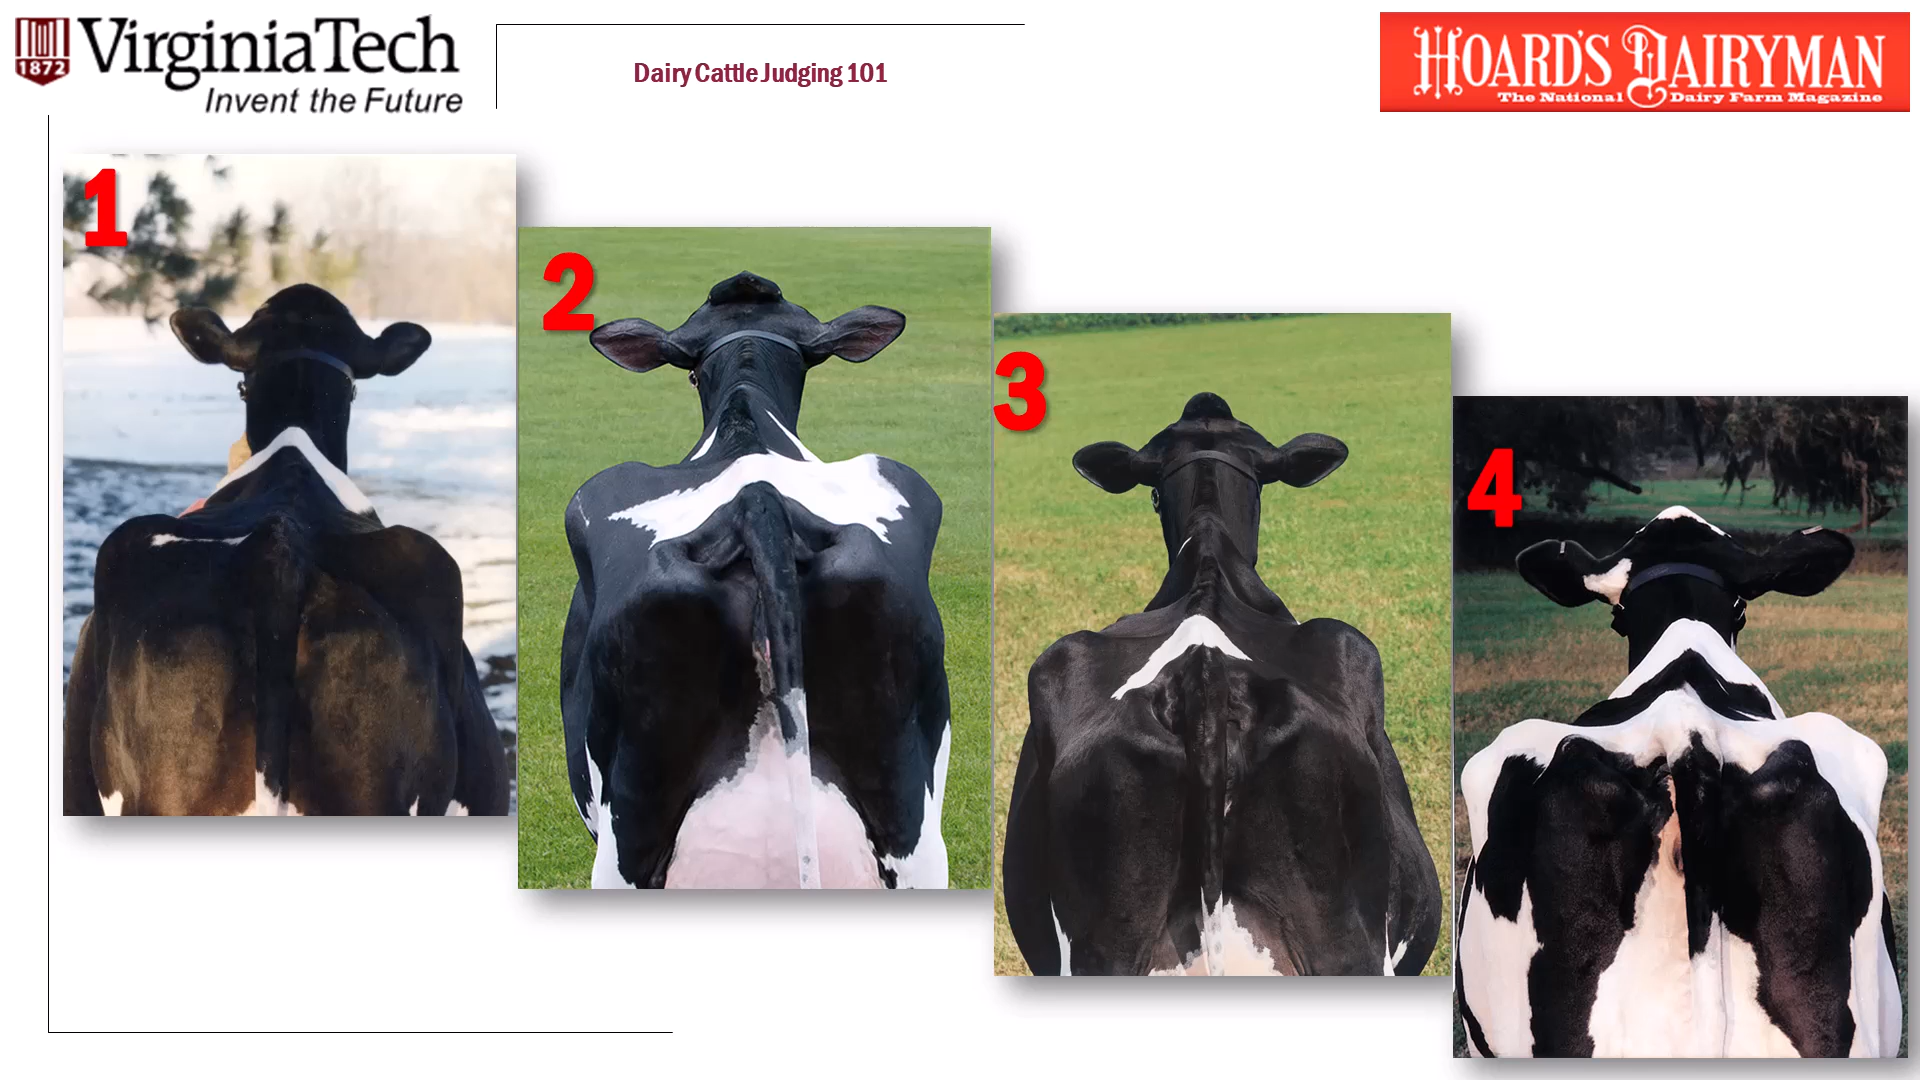 1872
VirginiaTech
Invent the Future
Dairy Cattle Judging 101
HOARD'S DAIRYMAN
The National Dairy Farm Magazine
1
2
3
4